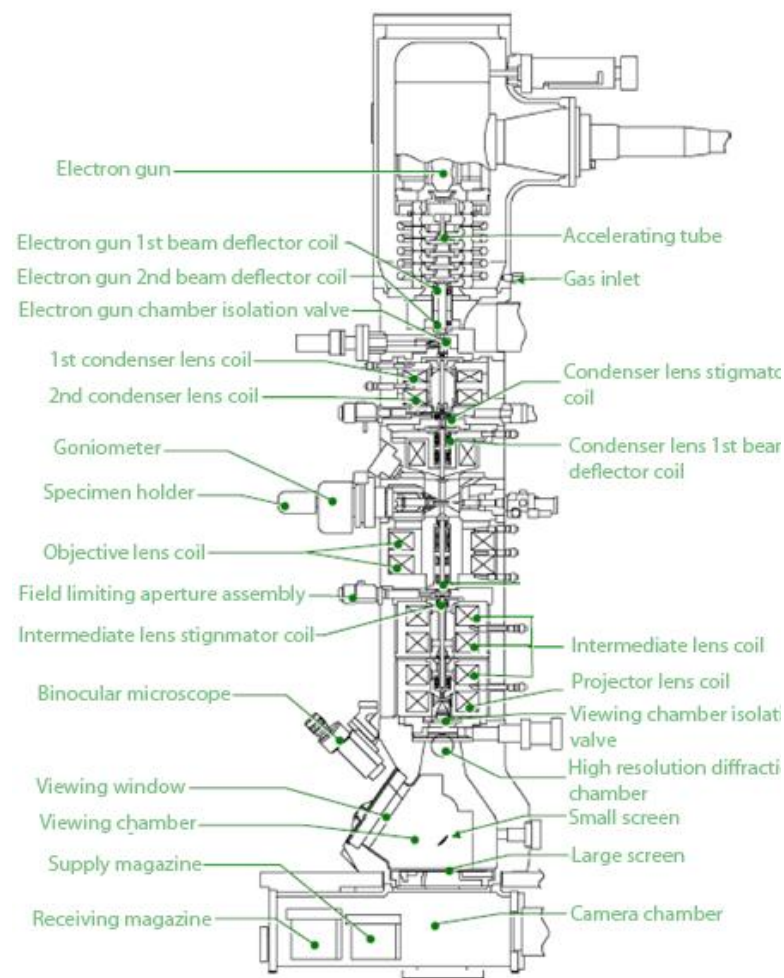 Electron gun
Electron gun 1st beam deflector coil
Accelerating tube
Electron gun 2nd beam deflector coil
Gas inlet
Electron gun chamber isolation valve
1st condenser lens coil
Condenser lens stigmato
coil
2nd condenser lens coil
Goniometer
Condenser lens 1st bear
deflector coil
Specimen holder
Objective lens coil
Field limiting aperture assembly
Intermediate lens stignmator coil
Intermediate lens coil
Binocular microscope
Projector lens coil
Viewing chamber isolati
valve
High resolution diffracti
chamber
Viewing window
Small screen
Viewing chamber
Large screen
Supply magazine
Receiving magazine
Camera chamber